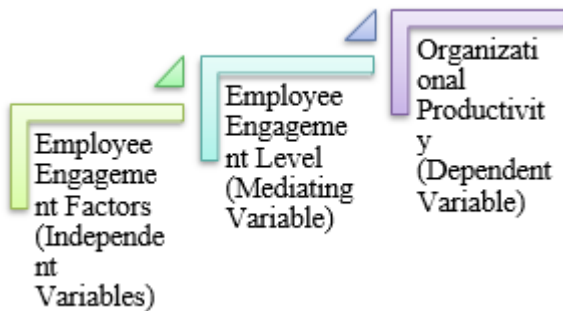 Employee
Engageme
nt Factors
(Independe
nt
Variables)
Employee
Engageme
nt Level
(Mediating
Variable)
Organizati
onal
Productivit
y
(Dependent
Variable)